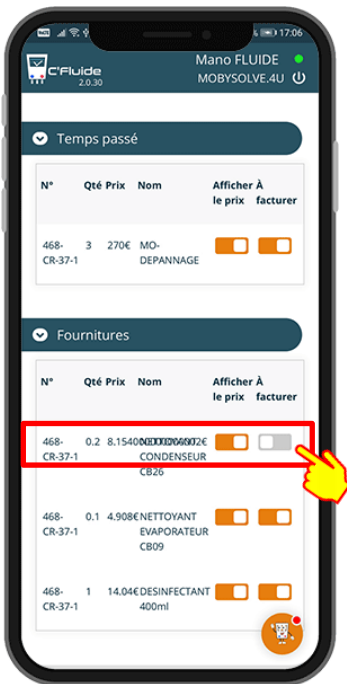 17:06
C'Fluide
2.0.30
Mano FLUIDE
MOBYSOLVE.4U
Temps passé
N° Qté Prix Nom Afficher À
le prix facturer
468- 3 270€ MO-
CR-37-1 DEPANNAGE
Fournitures
N° Qté Prix Nom Afficher À
le prix facturer
468- 0.2
CR-37-1 CONDENSEUR
CB26
468- 0.1 4.908€ NETTOYANT
CR-37-1 EVAPORATEUR
CB09
468- 1 14.04€ DESINFECTANT
CR-37-1 400ml